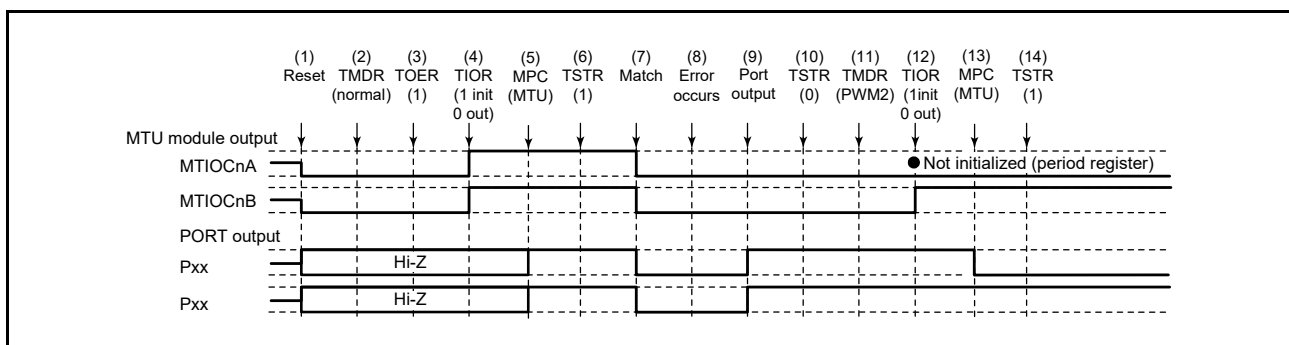 (1) (2) (3) (4) (5) (6) (7) (8) (9) (10) (11) (12) (13) (14)
Reset TMDR TOER TIOR MPC TSTR Match Error Port TSTR TMDR TIOR MPC TSTR
(normal) (1) (1 init (MTU) (1) occurs output (0) (PWM2) (1init (MTU) (1)
0 out) 0 out)
MTU module output
MTIOCnA ● Not initialized (period register)
MTIOCnB
PORT output
Pxx Hi-Z
Pxx Hi-Z